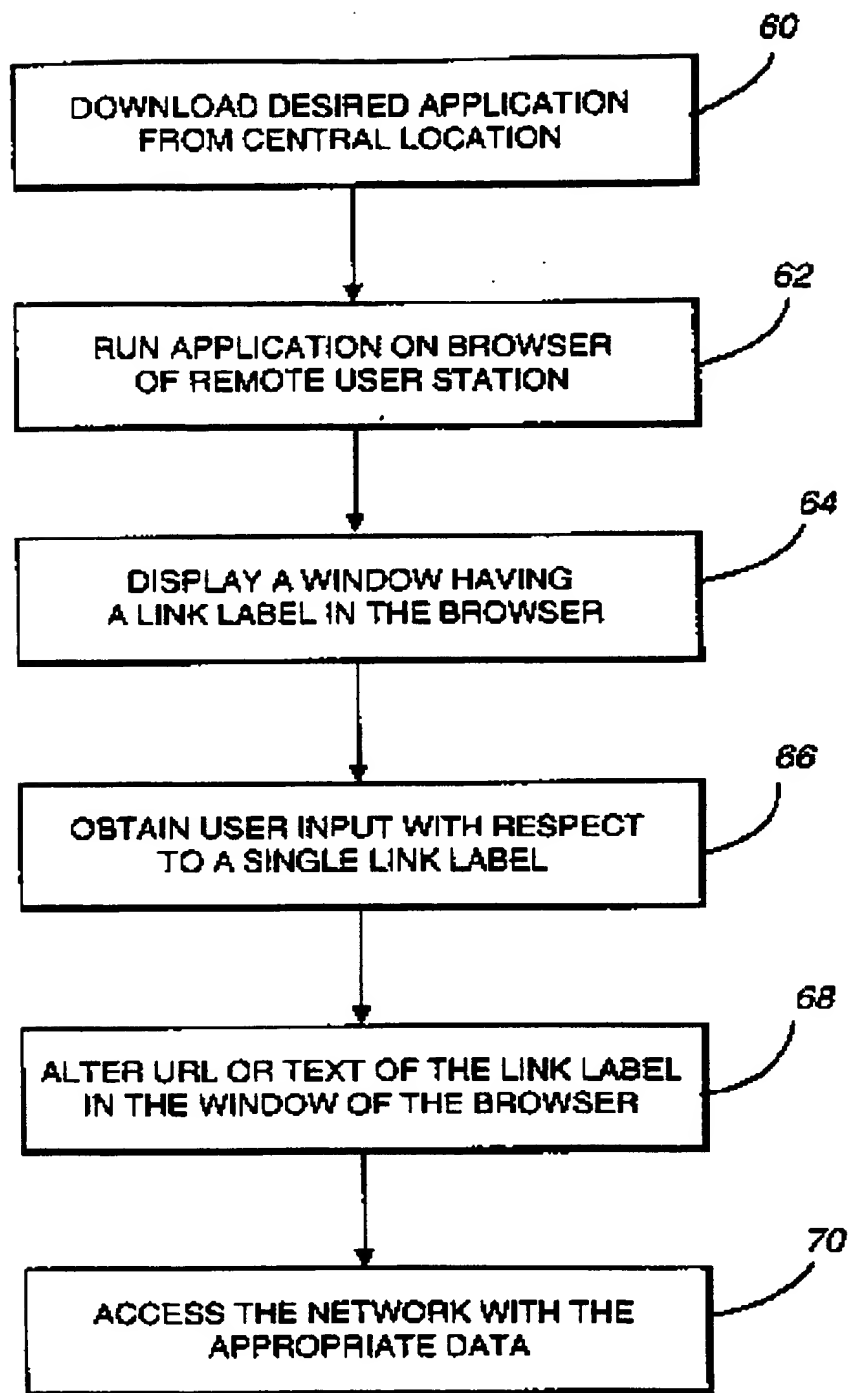 60
DOWNLOAD DESIRED APPLICATION
FROM CENTRAL LOCATION
62
RUN APPLICATION ON BROWSER
OF REMOTE USER STATION
64
DISPLAY A WINDOW HAVING
A LINK LABEL IN THE BROWSER
66
OBTAIN USER INPUT WITH RESPECT
TO A SINGLE LINK LABEL
68
ALTER URL OR TEXT OF THE LINK LABEL
IN THE WINDOW OF THE BROWSER
70
ACCESS THE NETWORK WITH THE
APPROPRIATE DATA